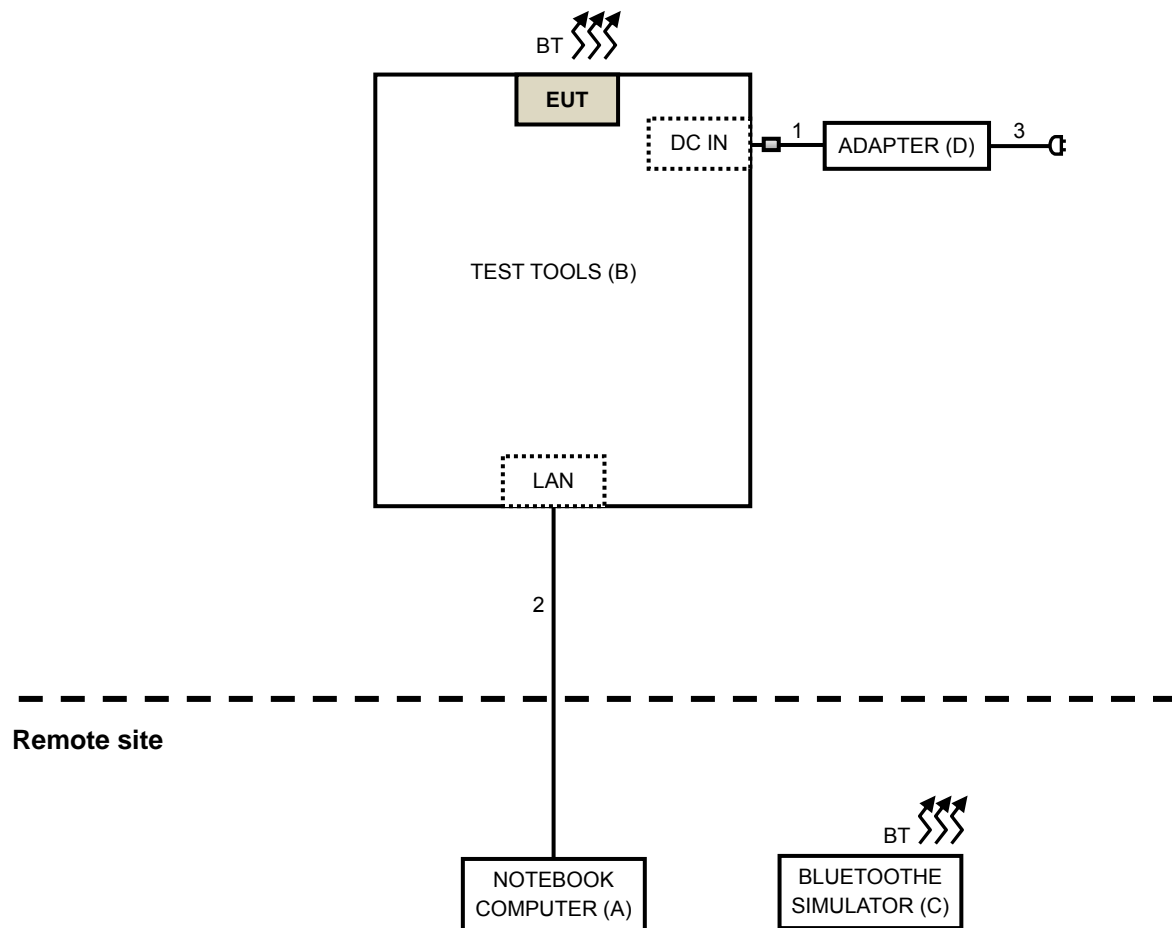 BT
EUT
DC IN
1
ADAPTER (D)
3
TEST TOOLS (B)
LAN
2
Remote site
BT
NOTEBOOK
COMPUTER (A)
BLUETOOTHE
SIMULATOR (C)